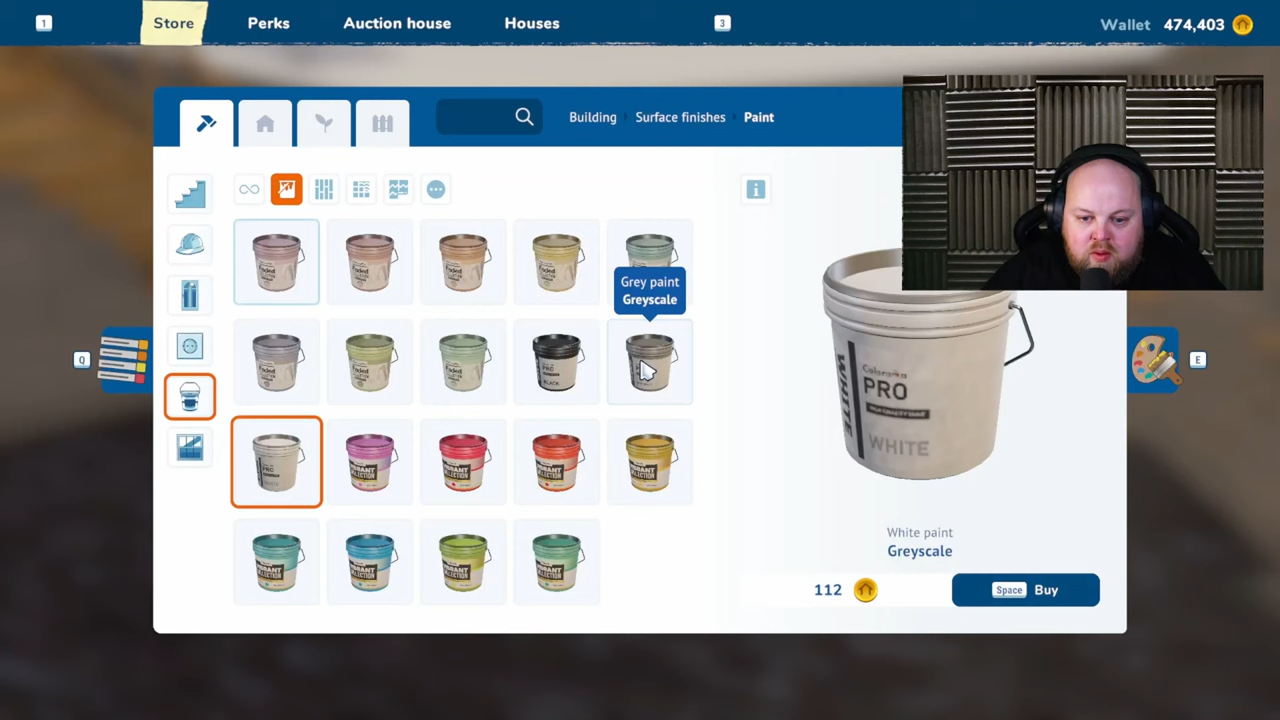 1
Store
Perks
Auction house
Houses
3
Wallet 474,403
Building Surface finishes Paint
Grey paint
Greyscale
Q
E
PRO
WHITE
WHITE
White paint
Greyscale
112
Space Buy